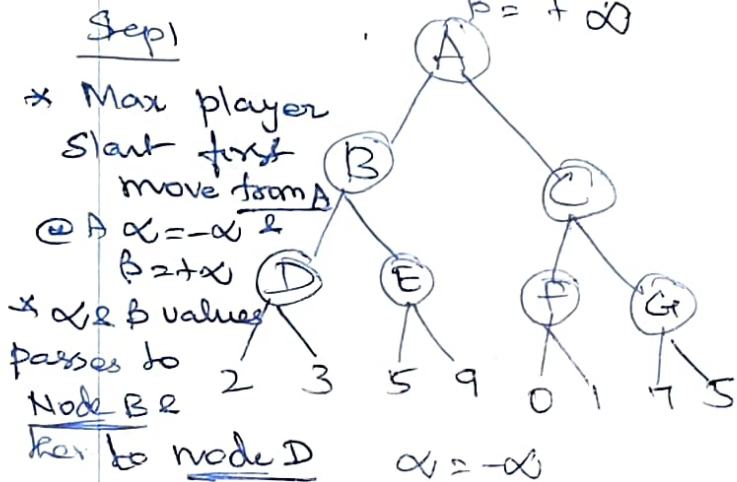 β = + ∞
Step1
A
* Max player
Start first
move from A
B
C
@ A α = -∞ &
β = +∞
D
E
F
G
* α & β values
passes to
2 3 5 9 0 1 7 5
Node B &
then to node D
α = -∞